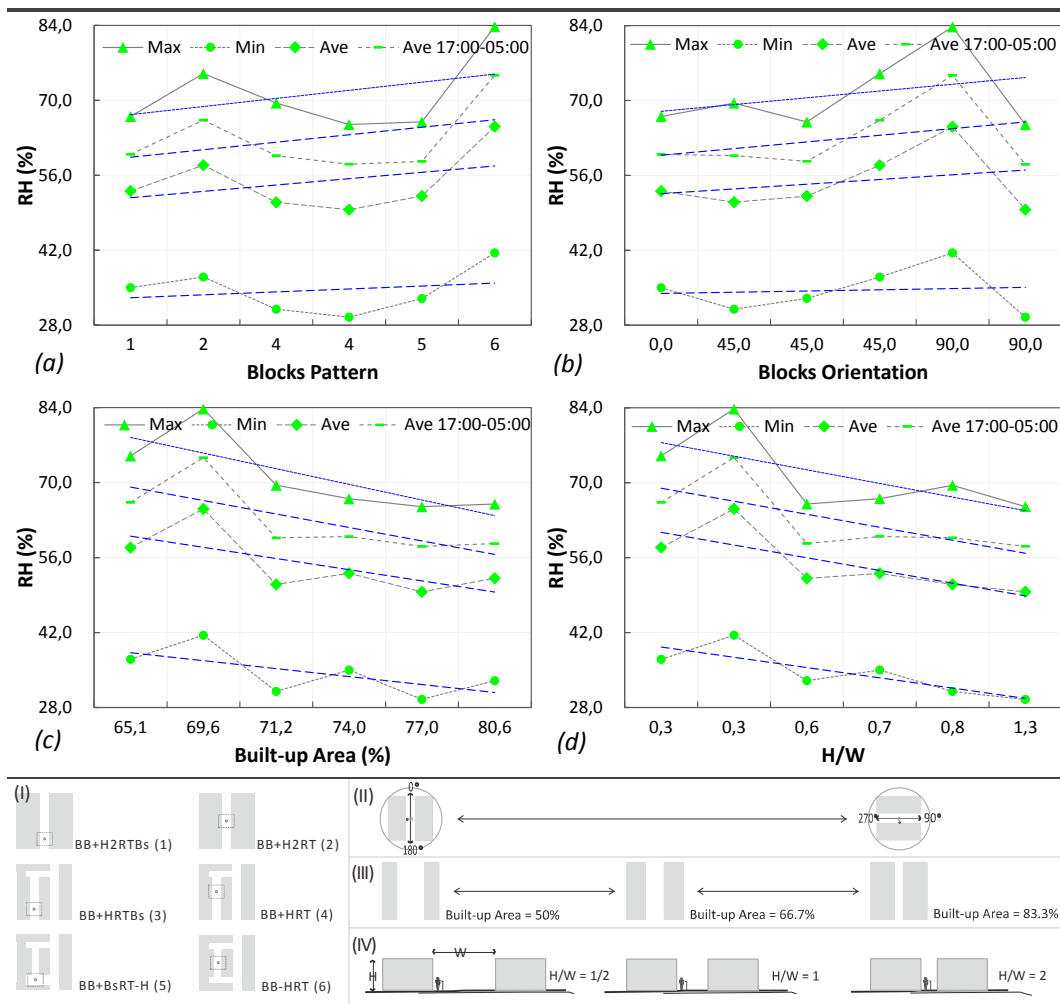 84,0
70,0
56,0
42,0
28,0
RH (%)
Max Min Ave Ave 17:00-05:00
1 2 4 4 5 6
(a) Blocks Pattern
84,0
70,0
56,0
42,0
28,0
RH (%)
Max Min Ave Ave 17:00-05:00
0,0 45,0 45,0 45,0 90,0 90,0
(b) Blocks Orientation
84,0
70,0
56,0
42,0
28,0
RH (%)
Max Min Ave Ave 17:00-05:00
65,1 69,6 71,2 74,0 77,0 80,6
(c) Built-up Area (%)
84,0
70,0
56,0
42,0
28,0
RH (%)
Max Min Ave Ave 17:00-05:00
0,3 0,3 0,6 0,7 0,8 1,3
(d) H/W
(I)
BB+H2RTBs (1) BB+H2RT (2)
BB+HRTBs (3) BB+HRT (4)
BB+BsRT-H (5) BB-HRT (6)
(II)
0°
180°
270° 90°
(III)
Built-up Area = 50% Built-up Area = 66.7% Built-up Area = 83.3%
(IV)
W
H
H/W = 1/2 H/W = 1 H/W = 2